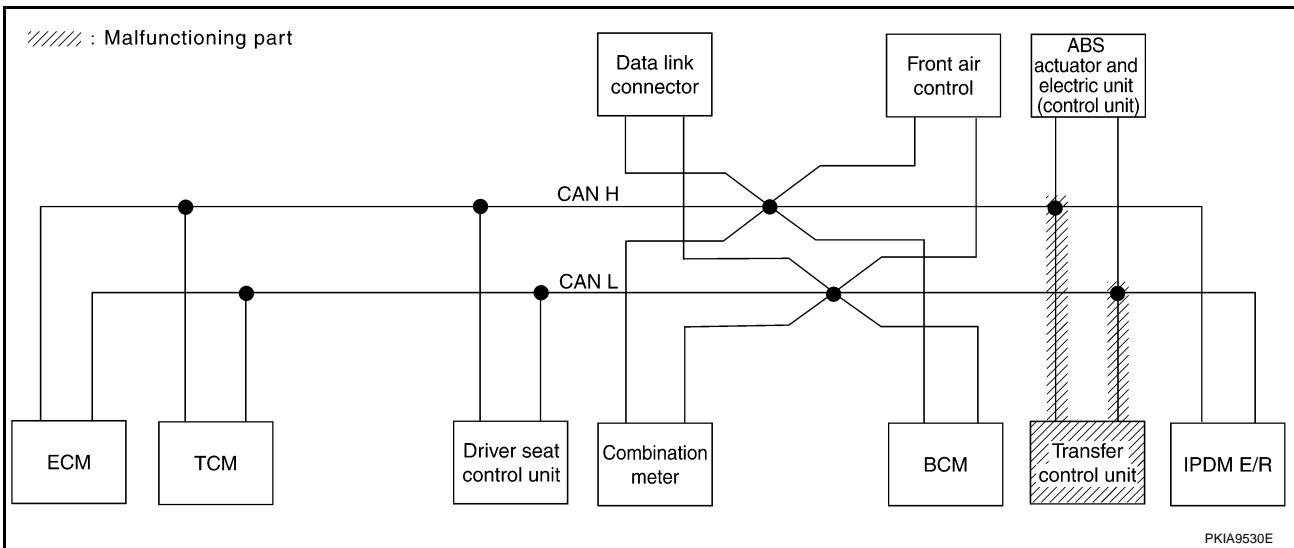 : Malfunctioning part
Data link
connector
Front air
control
ABS
actuator and
electric unit
(control unit)
CAN H
CAN L
ECM
TCM
Driver seat
control unit
Combination
meter
BCM
Transfer
control unit
IPDM E/R
PKIA9530E